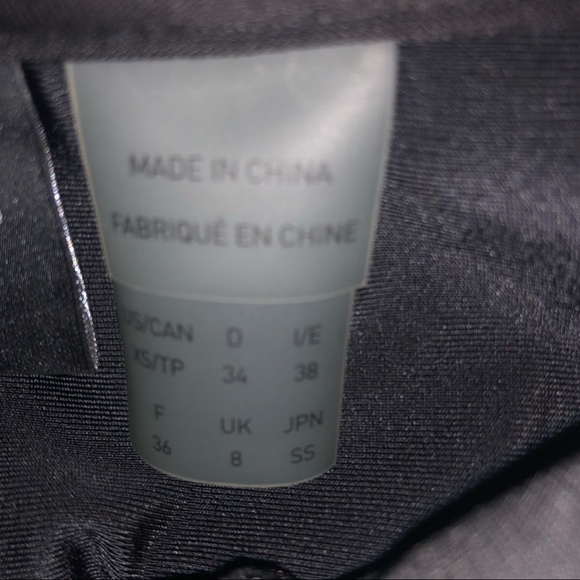 MADE IN CHINA
FABRIQUÉ EN CHINE
US/CAN D I/E
XS/TP 34 38
F UK JPN
36 8 SS